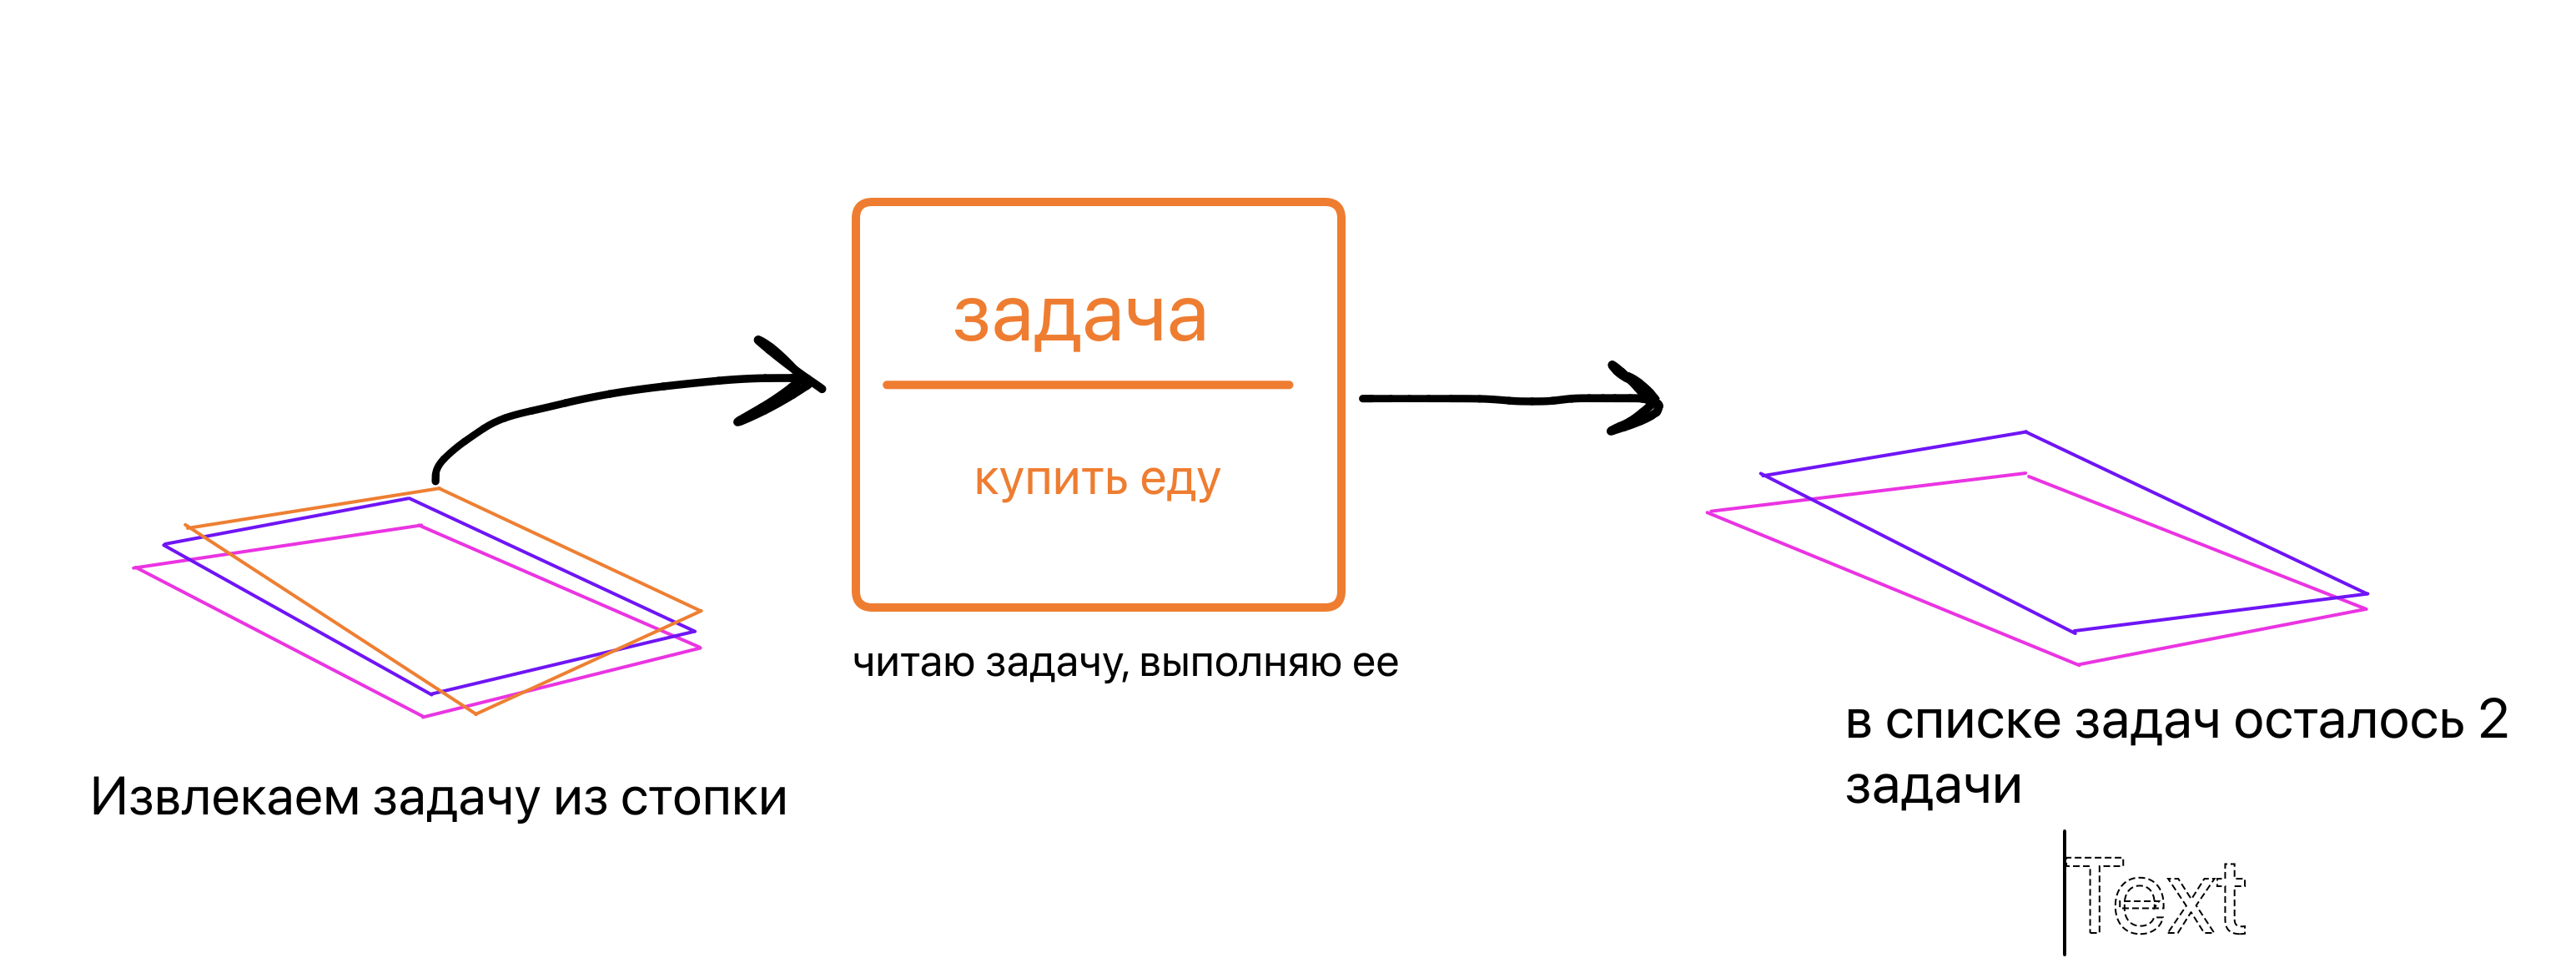 задача
купить еду
читаю задачу, выполняю ее
Извлекаем задачу из стопки
в списке задач осталось 2
задачи
Text